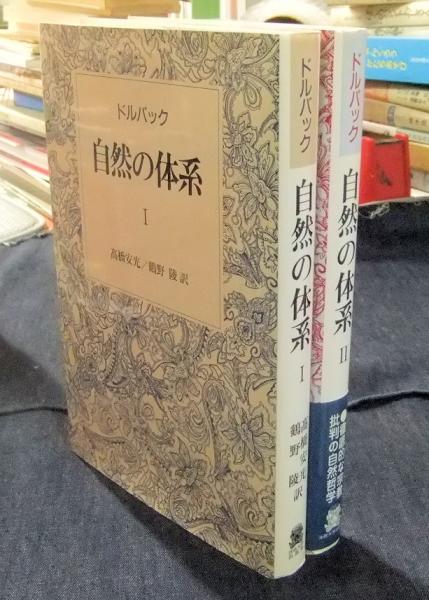 ドルバック
自然の体系
I
高橋安光／鶴野 陵 訳
ドルバック
自然の体系 I
高橋安光
鶴野 陵 訳
ドルバック
自然の体系 II
批判の自然哲学